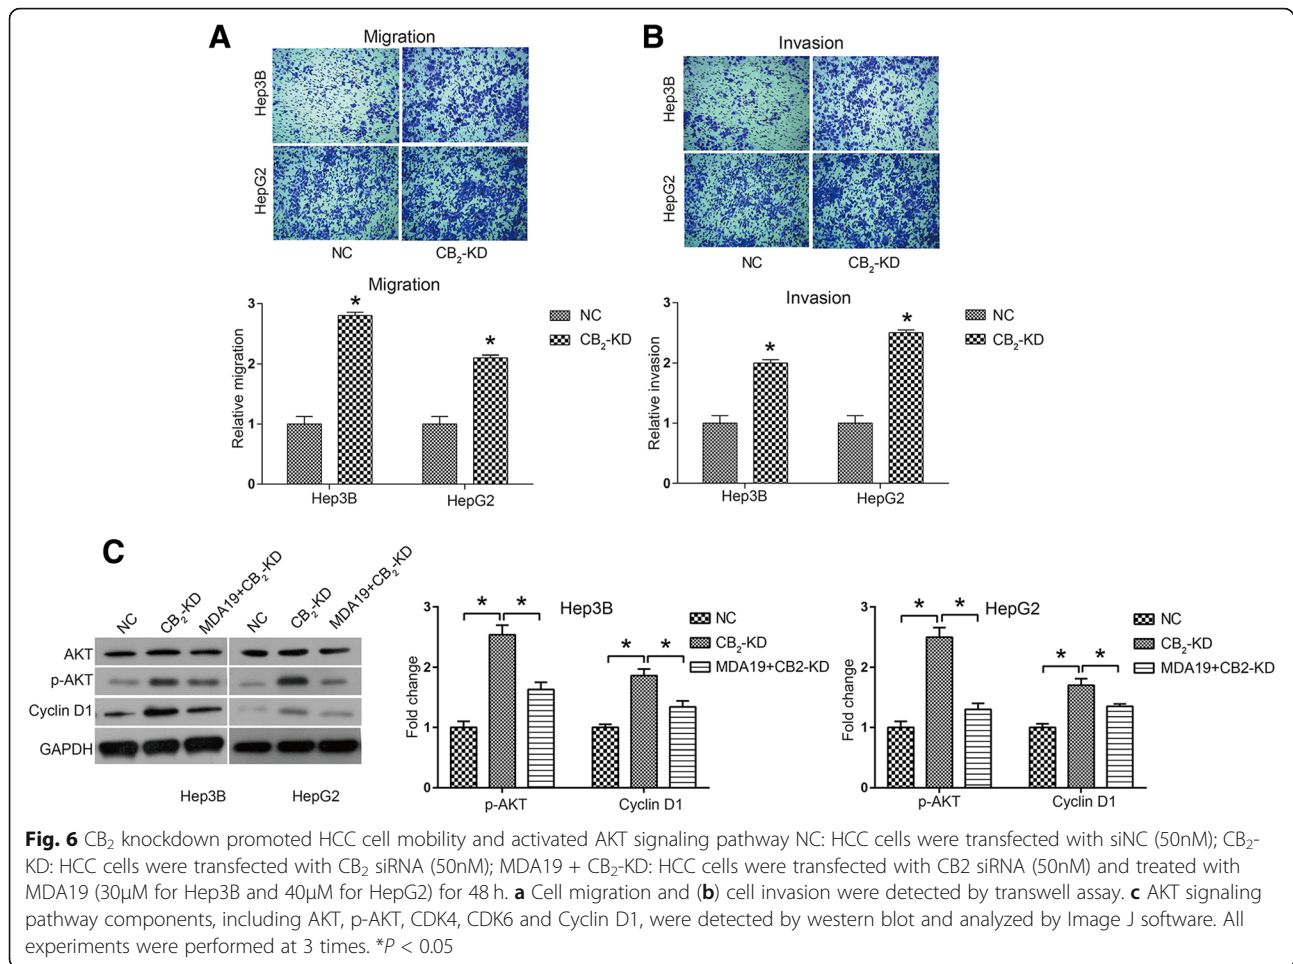 A
Migration
Hep3B
HepG2
NC
CB₂-KD
Migration
Relative migration
3
2
1
0
*
*
Hep3B
HepG2
NC
CB₂-KD
B
Invasion
Hep3B
HepG2
NC
CB₂-KD
Invasion
Relative invasion
3
2
1
0
*
*
Hep3B
HepG2
NC
CB₂-KD
C
NC
CB₂-KD
MDA19+CB₂-KD
NC
CB₂-KD
MDA19+CB₂-KD
AKT
p-AKT
Cyclin D1
GAPDH
Hep3B
HepG2
Hep3B
Fold change
3
2
1
0
*
*
*
*
p-AKT
Cyclin D1
NC
CB₂-KD
MDA19+CB2-KD
HepG2
Fold change
3
2
1
0
*
*
*
*
p-AKT
Cyclin D1
NC
CB₂-KD
MDA19+CB2-KD
Fig. 6 CB₂ knockdown promoted HCC cell mobility and activated AKT signaling pathway NC: HCC cells were transfected with siNC (50nM); CB₂-
KD: HCC cells were transfected with CB₂ siRNA (50nM); MDA19 + CB₂-KD: HCC cells were transfected with CB2 siRNA (50nM) and treated with
MDA19 (30μM for Hep3B and 40μM for HepG2) for 48 h. a Cell migration and (b) cell invasion were detected by transwell assay. c AKT signaling
pathway components, including AKT, p-AKT, CDK4, CDK6 and Cyclin D1, were detected by western blot and analyzed by Image J software. All
experiments were performed at 3 times. *P < 0.05